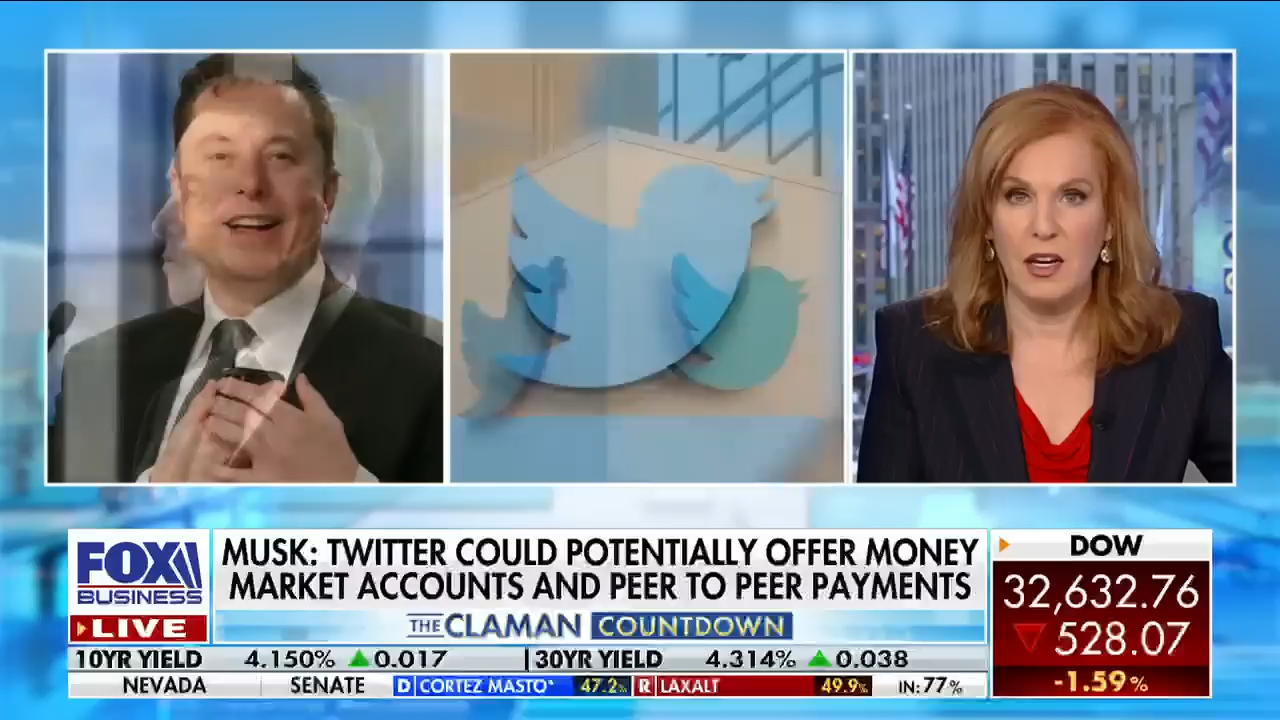 FOX
BUSINESS
LIVE
MUSK: TWITTER COULD POTENTIALLY OFFER MONEY
MARKET ACCOUNTS AND PEER TO PEER PAYMENTS
THE CLAMAN COUNTDOWN
DOW
32,632.76
528.07
-1.59%
10YR YIELD 4.150% 0.017 30YR YIELD 4.314% 0.038
NEVADA SENATE D CORTEZ MASTO* 47.2% R LAXALT 49.9% IN: 77%